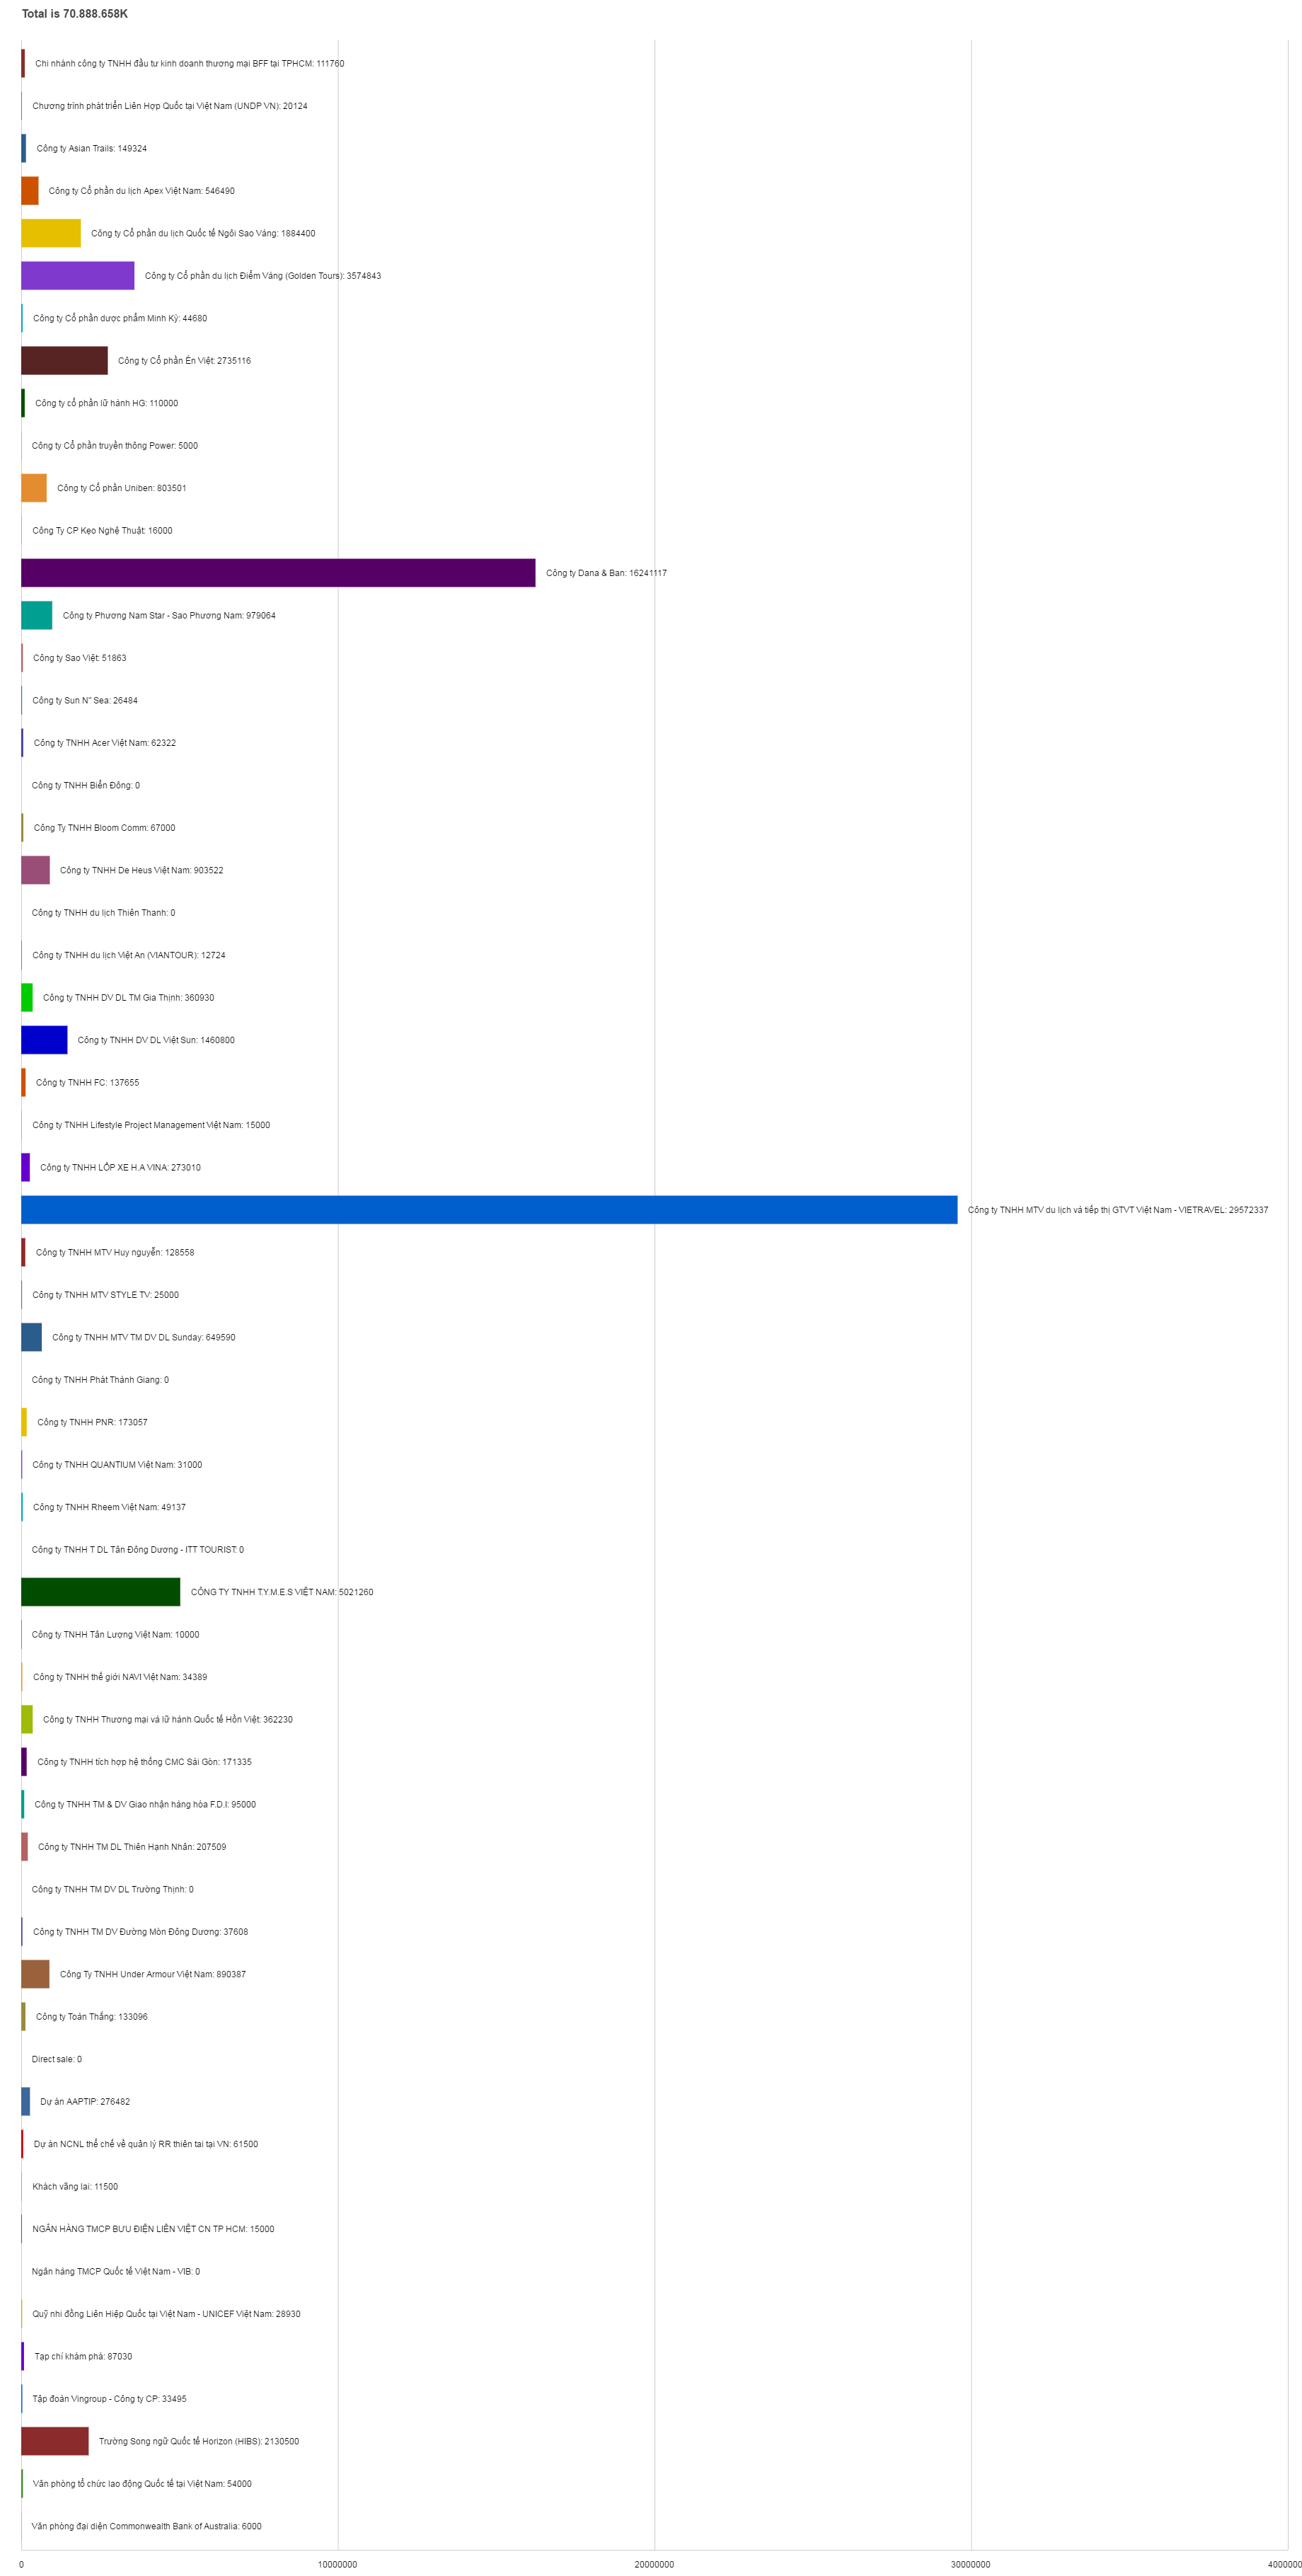 Total is 70.888.658K
Chi nhánh công ty TNHH đầu tư kinh doanh thương mại BFF tại TPHCM: 111760
Chương trình phát triển Liên Hợp Quốc tại Việt Nam (UNDP VN): 20124
Công ty Asian Trails: 149324
Công ty Cổ phần du lịch Apex Việt Nam: 546490
Công ty Cổ phần du lịch Quốc tế Ngôi Sao Vàng: 1884400
Công ty Cổ phần du lịch Điểm Vàng (Golden Tours): 3574843
Công ty Cổ phần dược phẩm Minh Kỳ: 44680
Công ty Cổ phần Én Việt: 2735116
Công ty cổ phần lữ hành HG: 110000
Công ty Cổ phần truyền thông Power: 5000
Công ty Cổ phần Uniben: 803501
Công Ty CP Kẹo Nghệ Thuật: 16000
Công ty Dana & Ban: 16241117
Công ty Phương Nam Star - Sao Phương Nam: 979064
Công ty Sao Việt: 51863
Công ty Sun N" Sea: 26484
Công ty TNHH Acer Việt Nam: 62322
Công ty TNHH Biển Đông: 0
Công Ty TNHH Bloom Comm: 67000
Công ty TNHH De Heus Việt Nam: 903522
Công ty TNHH du lịch Thiên Thanh: 0
Công ty TNHH du lịch Việt An (VIANTOUR): 12724
Công ty TNHH DV DL TM Gia Thịnh: 360930
Công ty TNHH DV DL Việt Sun: 1460800
Công ty TNHH FC: 137655
Công ty TNHH Lifestyle Project Management Việt Nam: 15000
Công ty TNHH LỐP XE H.A VINA: 273010
Công ty TNHH MTV du lịch và tiếp thị GTVT Việt Nam - VIETRAVEL: 29572337
Công ty TNHH MTV Huy nguyễn: 128558
Công ty TNHH MTV STYLE TV: 25000
Công ty TNHH MTV TM DV DL Sunday: 649590
Công ty TNHH Phát Thành Giang: 0
Công ty TNHH PNR: 173057
Công ty TNHH QUANTIUM Việt Nam: 31000
Công ty TNHH Rheem Việt Nam: 49137
Công ty TNHH T DL Tân Đông Dương - ITT TOURIST: 0
CÔNG TY TNHH T.Y.M.E.S VIỆT NAM: 5021260
Công ty TNHH Tân Lượng Việt Nam: 10000
Công ty TNHH thế giới NAVI Việt Nam: 34389
Công ty TNHH Thương mại và lữ hành Quốc tế Hồn Việt: 362230
Công ty TNHH tích hợp hệ thống CMC Sài Gòn: 171335
Công ty TNHH TM & DV Giao nhận hàng hóa F.D.I: 95000
Công ty TNHH TM DL Thiên Hạnh Nhân: 207509
Công ty TNHH TM DV DL Trường Thịnh: 0
Công ty TNHH TM DV Đường Mòn Đông Dương: 37608
Công Ty TNHH Under Armour Việt Nam: 890387
Công ty Toàn Thắng: 133096
Direct sale: 0
Dự án AAPTIP: 276482
Dự án NCNL thể chế về quản lý RR thiên tai tại VN: 61500
Khách vãng lai: 11500
NGÂN HÀNG TMCP BƯU ĐIỆN LIÊN VIỆT CN TP HCM: 15000
Ngân hàng TMCP Quốc tế Việt Nam - VIB: 0
Quỹ nhi đồng Liên Hiệp Quốc tại Việt Nam - UNICEF Việt Nam: 28930
Tạp chí khám phá: 87030
Tập đoàn Vingroup - Công ty CP: 33495
Trường Song ngữ Quốc tế Horizon (HIBS): 2130500
Văn phòng tổ chức lao động Quốc tế tại Việt Nam: 54000
Văn phòng đại diện Commonwealth Bank of Australia: 6000
0 10000000 20000000 30000000 4000000